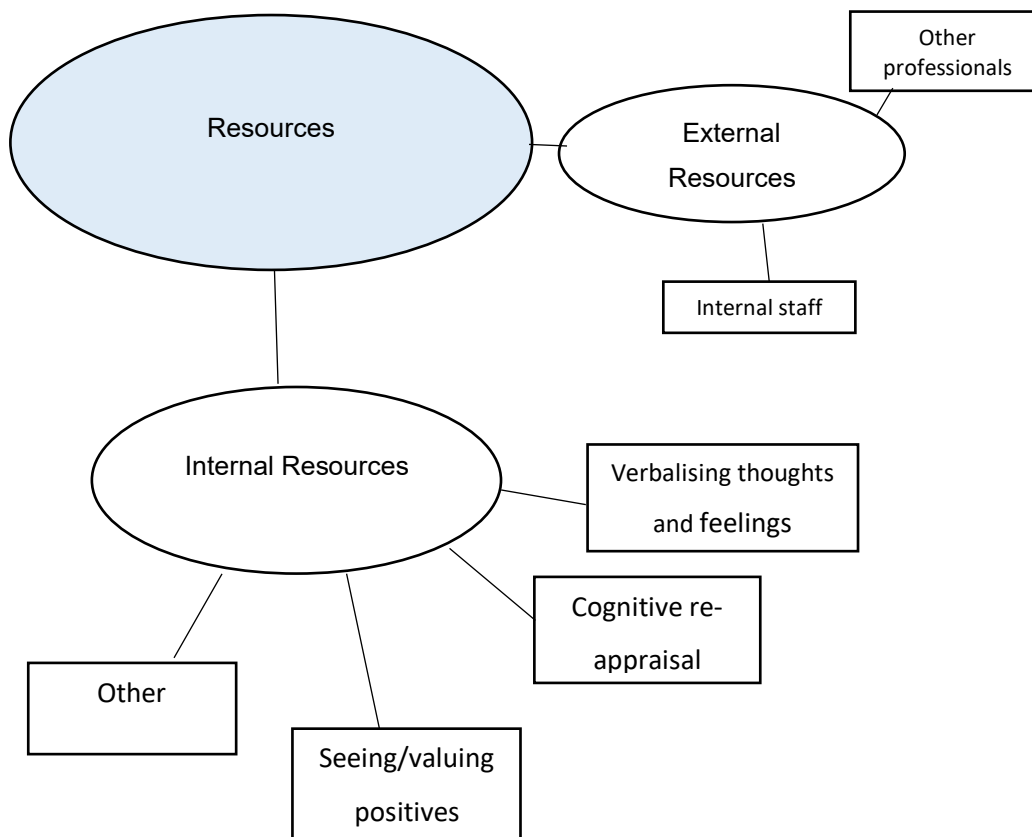 Other
professionals
Resources
External
Resources
Internal staff
Internal Resources
Verbalising thoughts
and feelings
Cognitive re-
appraisal
Other
Seeing/valuing
positives